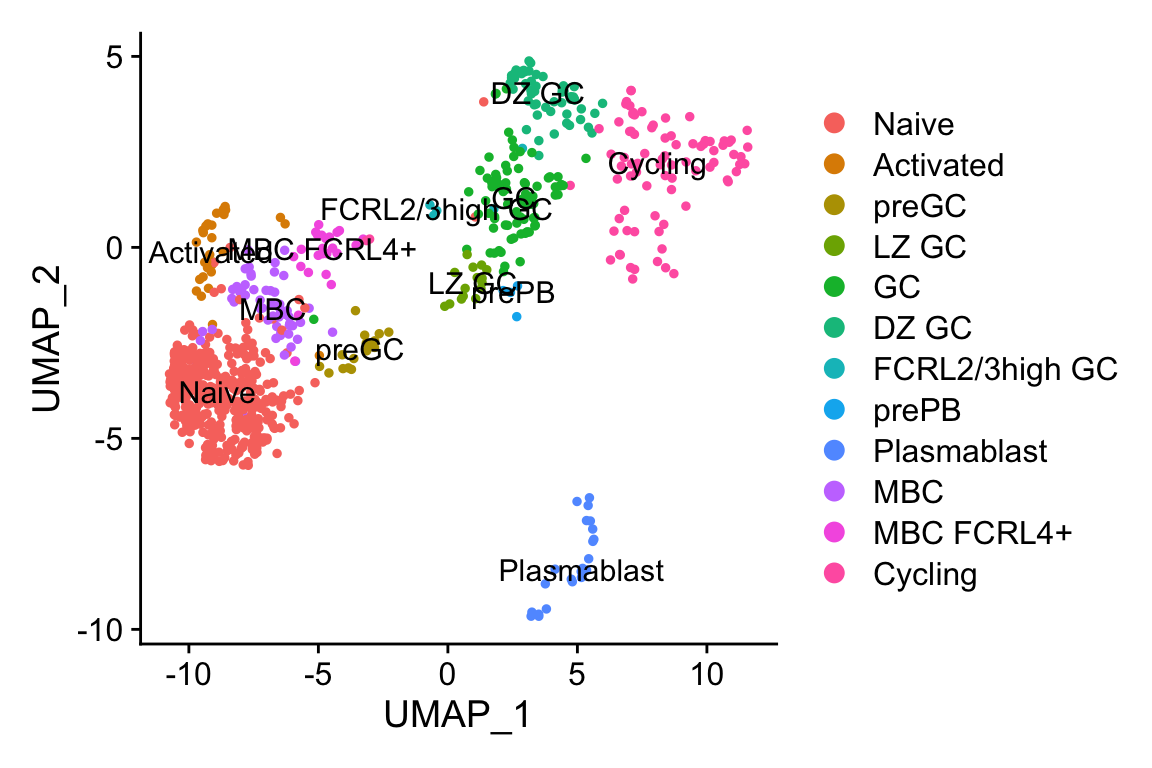 5
0
-5
-10
-10
-5
0
5
10
UMAP_1
UMAP_2
DZ GC
Cycling
GC
FCRL2/3high GC
Activated
MBC FCRL4+
LZ GC
prePB
MBC
preGC
Naive
Plasmablast
Naive
Activated
preGC
LZ GC
GC
DZ GC
FCRL2/3high GC
prePB
Plasmablast
MBC
MBC FCRL4+
Cycling